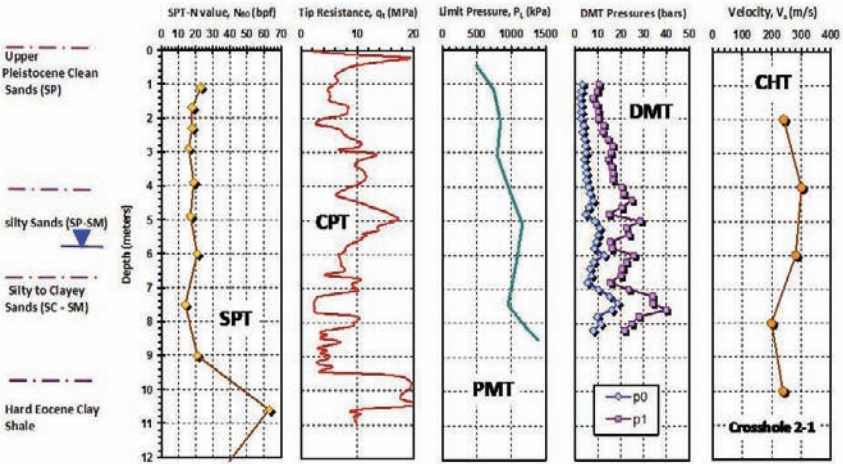 SPT-N value, N60 (bpf)
0 10 20 30 40 50 60 70
Tip Resistance, qt (MPa)
0 10 20
Limit Pressure, PL (kPa)
0 500 1000 1500
DMT Pressures (bars)
0 10 20 30 40 50
Velocity, Vs (m/s)
0 100 200 300 400
Upper
Pleistocene Clean
Sands (SP)
silty Sands (SP-SM)
Silty to Clayey
Sands (SC - SM)
Hard Eocene Clay
Shale
Depth (meters)
0
1
2
3
4
5
6
7
8
9
10
11
12
SPT
CPT
PMT
DMT
p0
p1
CHT
Crosshole 2-1